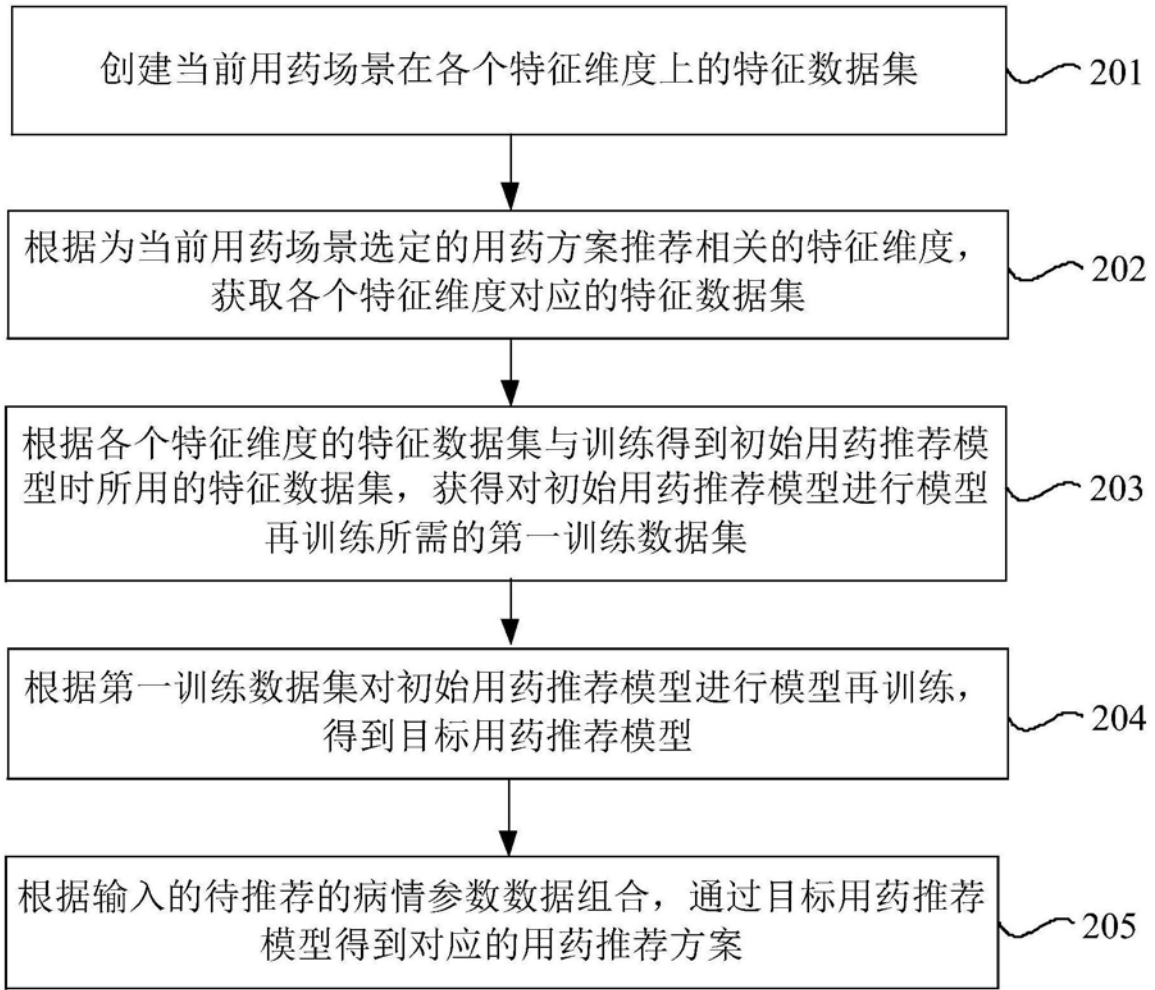 创建当前用药场景在各个特征维度上的特征数据集
201
根据为当前用药场景选定的用药方案推荐相关的特征维度，
获取各个特征维度对应的特征数据集
202
根据各个特征维度的特征数据集与训练得到初始用药推荐模
型时所用的特征数据集，获得对初始用药推荐模型进行模型
再训练所需的第一训练数据集
203
根据第一训练数据集对初始用药推荐模型进行模型再训练，
得到目标用药推荐模型
204
根据输入的待推荐的病情参数数据组合，通过目标用药推荐
模型得到对应的用药推荐方案
205